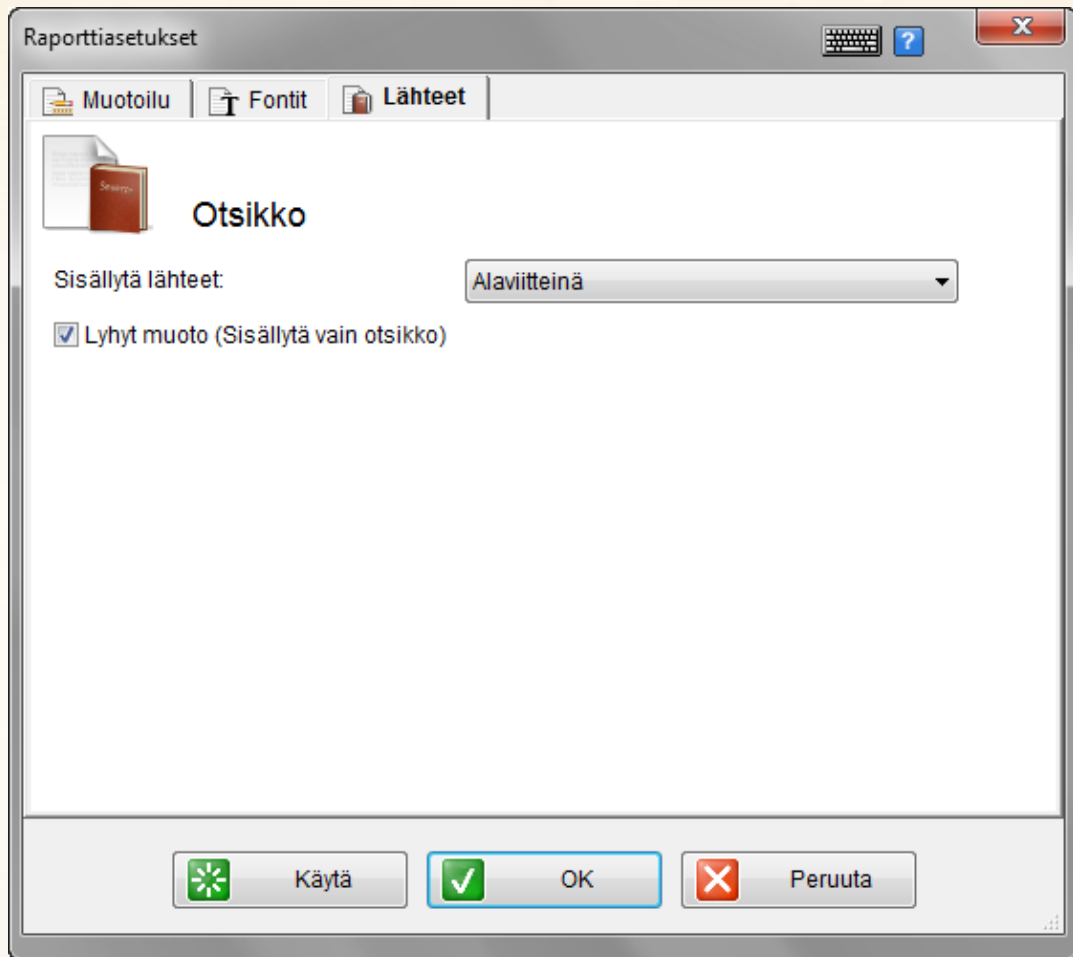 Raporttiasetukset
Muotoilu Fontit Lähteet
Otsikko
Sisällytä lähteet: Alaviitteinä
Lyhyt muoto (Sisällytä vain otsikko)
Käytä OK Peruuta